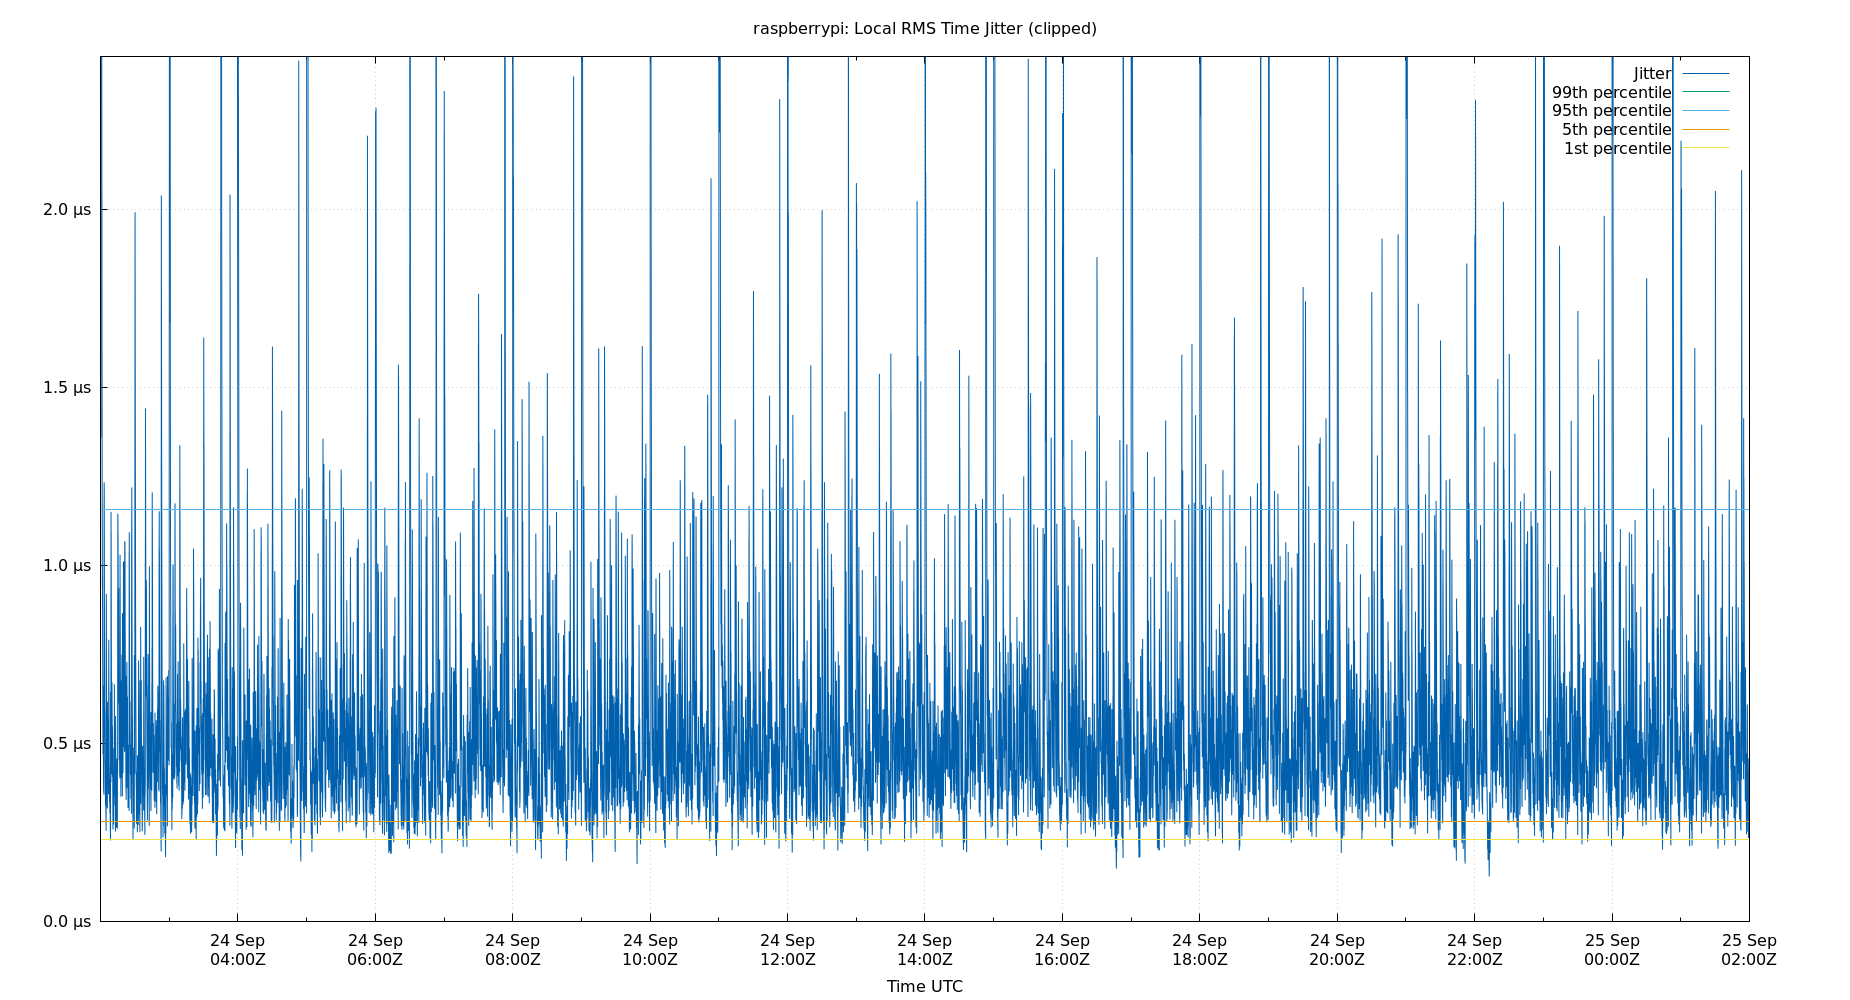 raspberrypi: Local RMS Time Jitter (clipped)
Jitter
99th percentile
95th percentile
5th percentile
1st percentile
2.0 μs
1.5 μs
1.0 μs
0.5 μs
0.0 μs
24 Sep 24 Sep 24 Sep 24 Sep 24 Sep 24 Sep 24 Sep 24 Sep 24 Sep 24 Sep 25 Sep 25 Sep
04:00Z 06:00Z 08:00Z 10:00Z 12:00Z 14:00Z 16:00Z 18:00Z 20:00Z 22:00Z 00:00Z 02:00Z
Time UTC